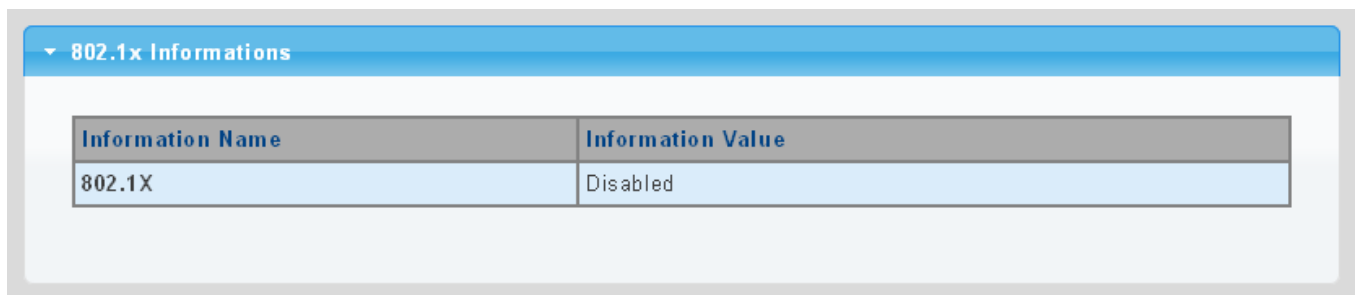 802.1x Informations
Information Name Information Value
802.1X Disabled